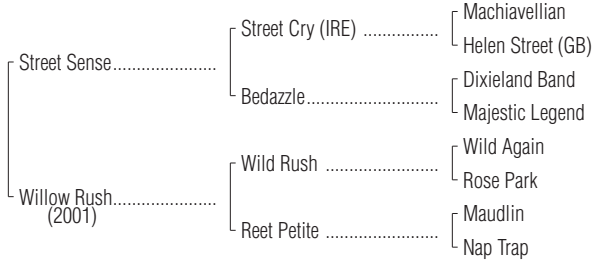 Machiavellian
Street Cry (IRE) ..................
Helen Street (GB)
Street Sense.........................
Dixieland Band
Bedazzle................................
Majestic Legend
Wild Again
Wild Rush ...........................
Rose Park
Willow Rush.........................
(2001)
Maudlin
Reet Petite ...........................
Nap Trap